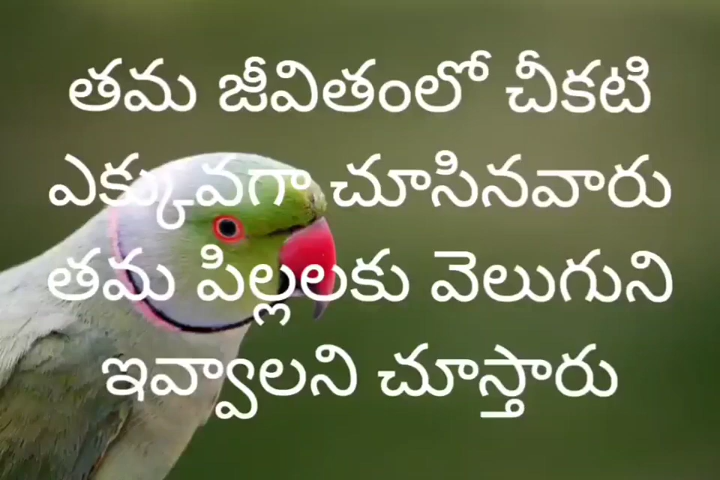 తమ జీవితంలో చీకటి
ఎక్కువగా చూసినవారు
తమ పిల్లలకు వెలుగుని
ఇవ్వాలని చూస్తారు